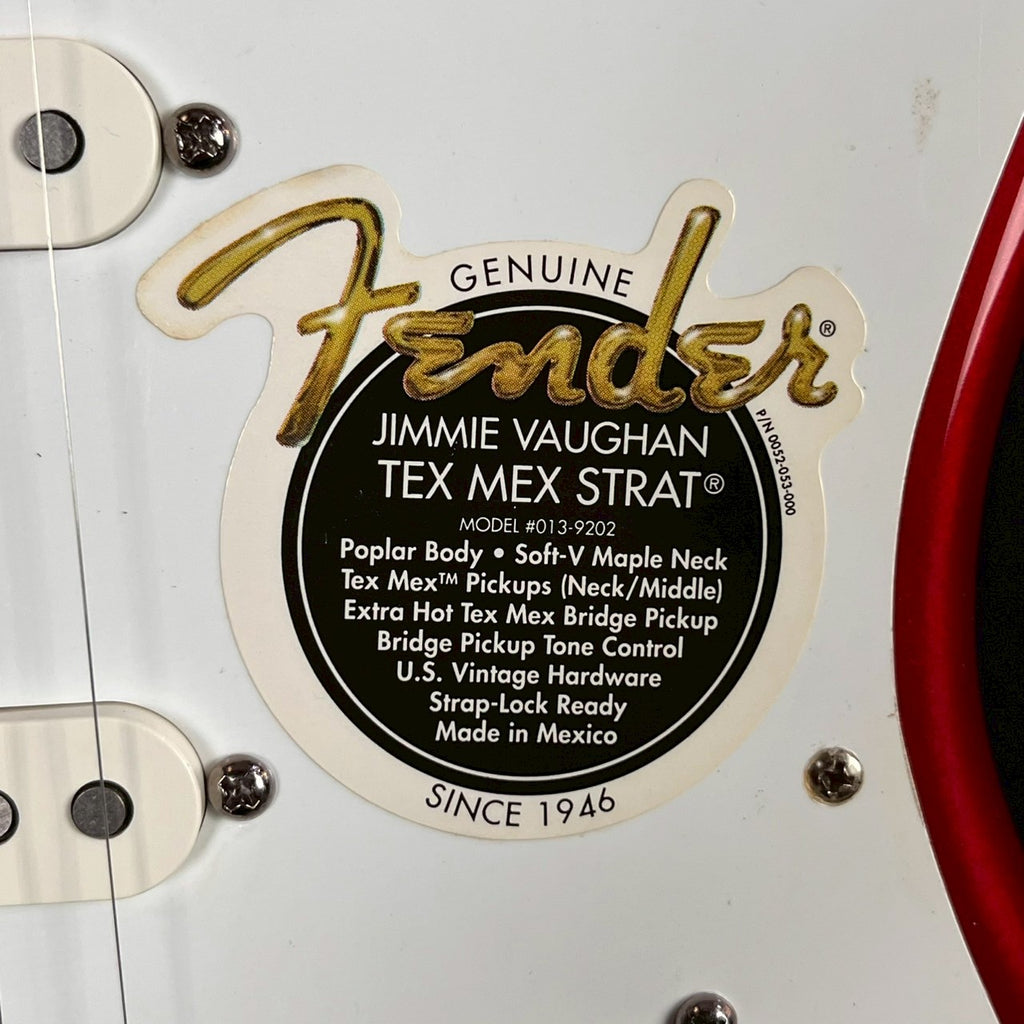 GENUINE
Fender®
P/N 0052-053-000
JIMMIE VAUGHAN
TEX MEX STRAT®
MODEL #013-9202
Poplar Body • Soft-V Maple Neck
Tex Mex™ Pickups (Neck/Middle)
Extra Hot Tex Mex Bridge Pickup
Bridge Pickup Tone Control
U.S. Vintage Hardware
Strap-Lock Ready
Made in Mexico
SINCE 1946